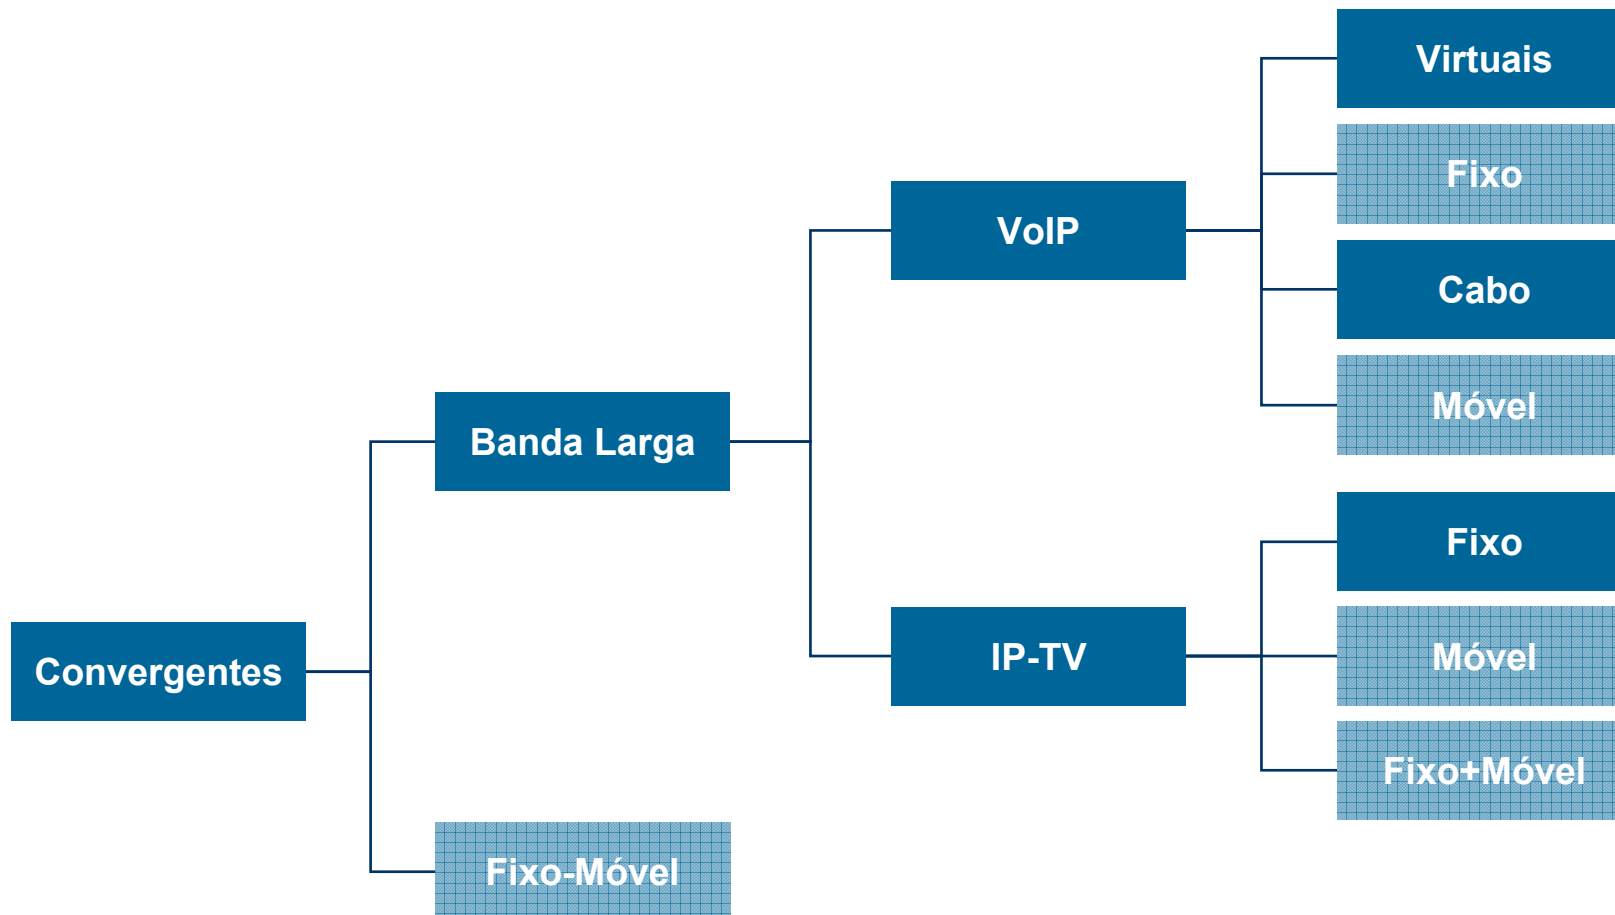 Virtuais
Fixo
VoIP
Cabo
Móvel
Banda Larga
Fixo
Convergentes
IP-TV
Móvel
Fixo+Móvel
Fixo-Móvel